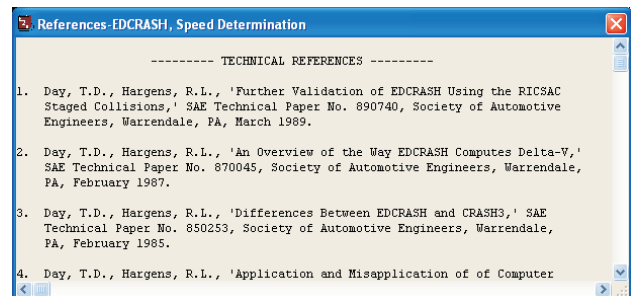 References-EDCRASH, Speed Determination
--------- TECHNICAL REFERENCES ---------
1. Day, T.D., Hargens, R.L., 'Further Validation of EDCRASH Using the RICSAC
Staged Collisions,' SAE Technical Paper No. 890740, Society of Automotive
Engineers, Warrendale, PA, March 1989.
2. Day, T.D., Hargens, R.L., 'An Overview of the Way EDCRASH Computes Delta-V,'
SAE Technical Paper No. 870045, Society of Automotive Engineers, Warrendale,
PA, February 1987.
3. Day, T.D., Hargens, R.L., 'Differences Between EDCRASH and CRASH3,' SAE
Technical Paper No. 850253, Society of Automotive Engineers, Warrendale,
PA, February 1985.
4. Day, T.D., Hargens, R.L., 'Application and Misapplication of of Computer